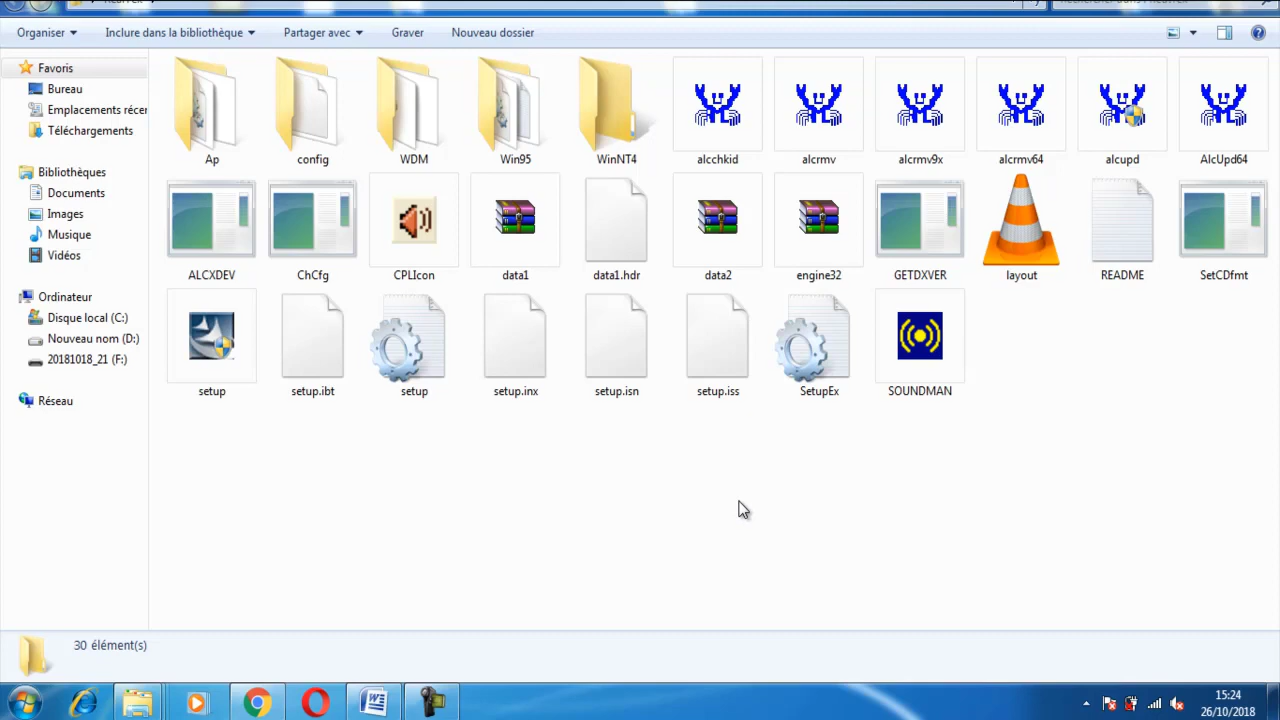 Organiser
Inclure dans la bibliothèque
Partager avec
Graver
Nouveau dossier
Favoris
Bureau
Emplacements récer
Téléchargements
Bibliothèques
Documents
Images
Musique
Vidéos
Ordinateur
Disque local (C:)
Nouveau nom (D:)
20181018_21 (F:)
Réseau
Ap
config
WDM
Win95
WinNT4
alcchkid
alcrmv
alcrmv9x
alcrmv64
alcupd
AlcUpd64
ALCXDEV
ChCfg
CPLIcon
data1
data1.hdr
data2
engine32
GETDXVER
layout
README
SetCDfmt
setup
setup.ibt
setup
setup.inx
setup.isn
setup.iss
SetupEx
SOUNDMAN
30 élément(s)
15:24
26/10/2018